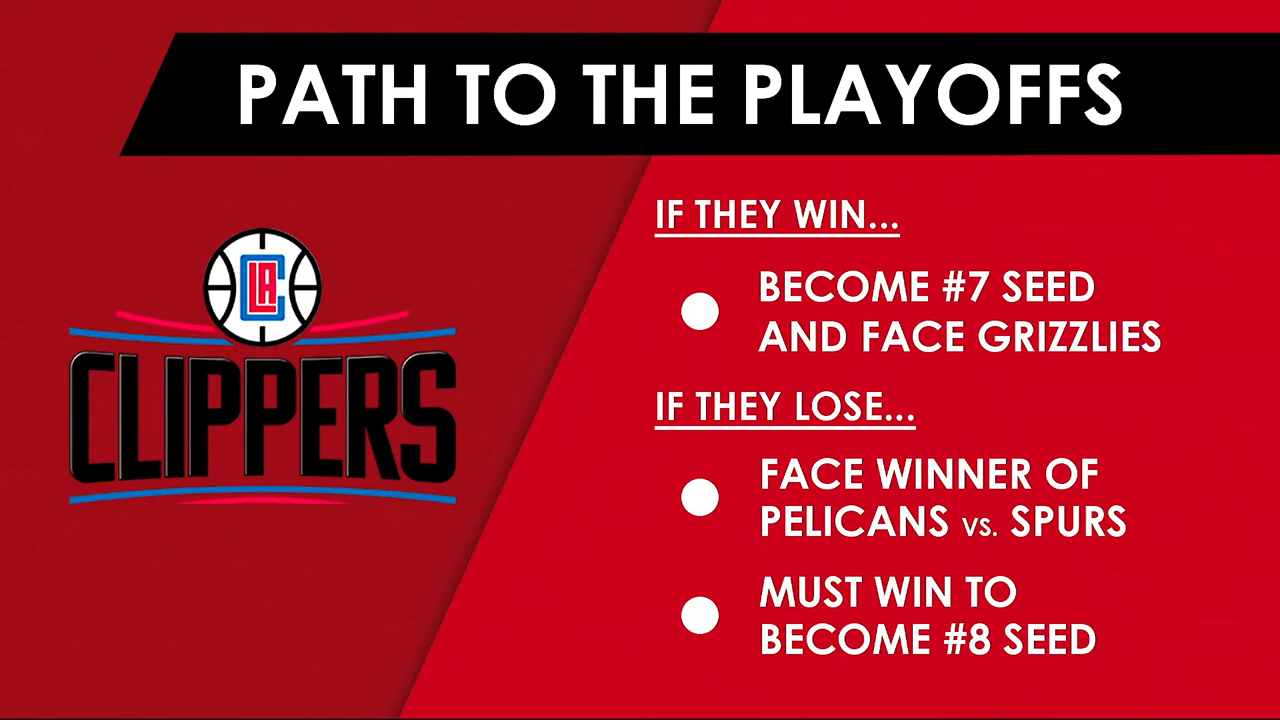 PATH TO THE PLAYOFFS
LAC
CLIPPERS
IF THEY WIN...
BECOME #7 SEED
AND FACE GRIZZLIES
IF THEY LOSE...
FACE WINNER OF
PELICANS vs. SPURS
MUST WIN TO
BECOME #8 SEED